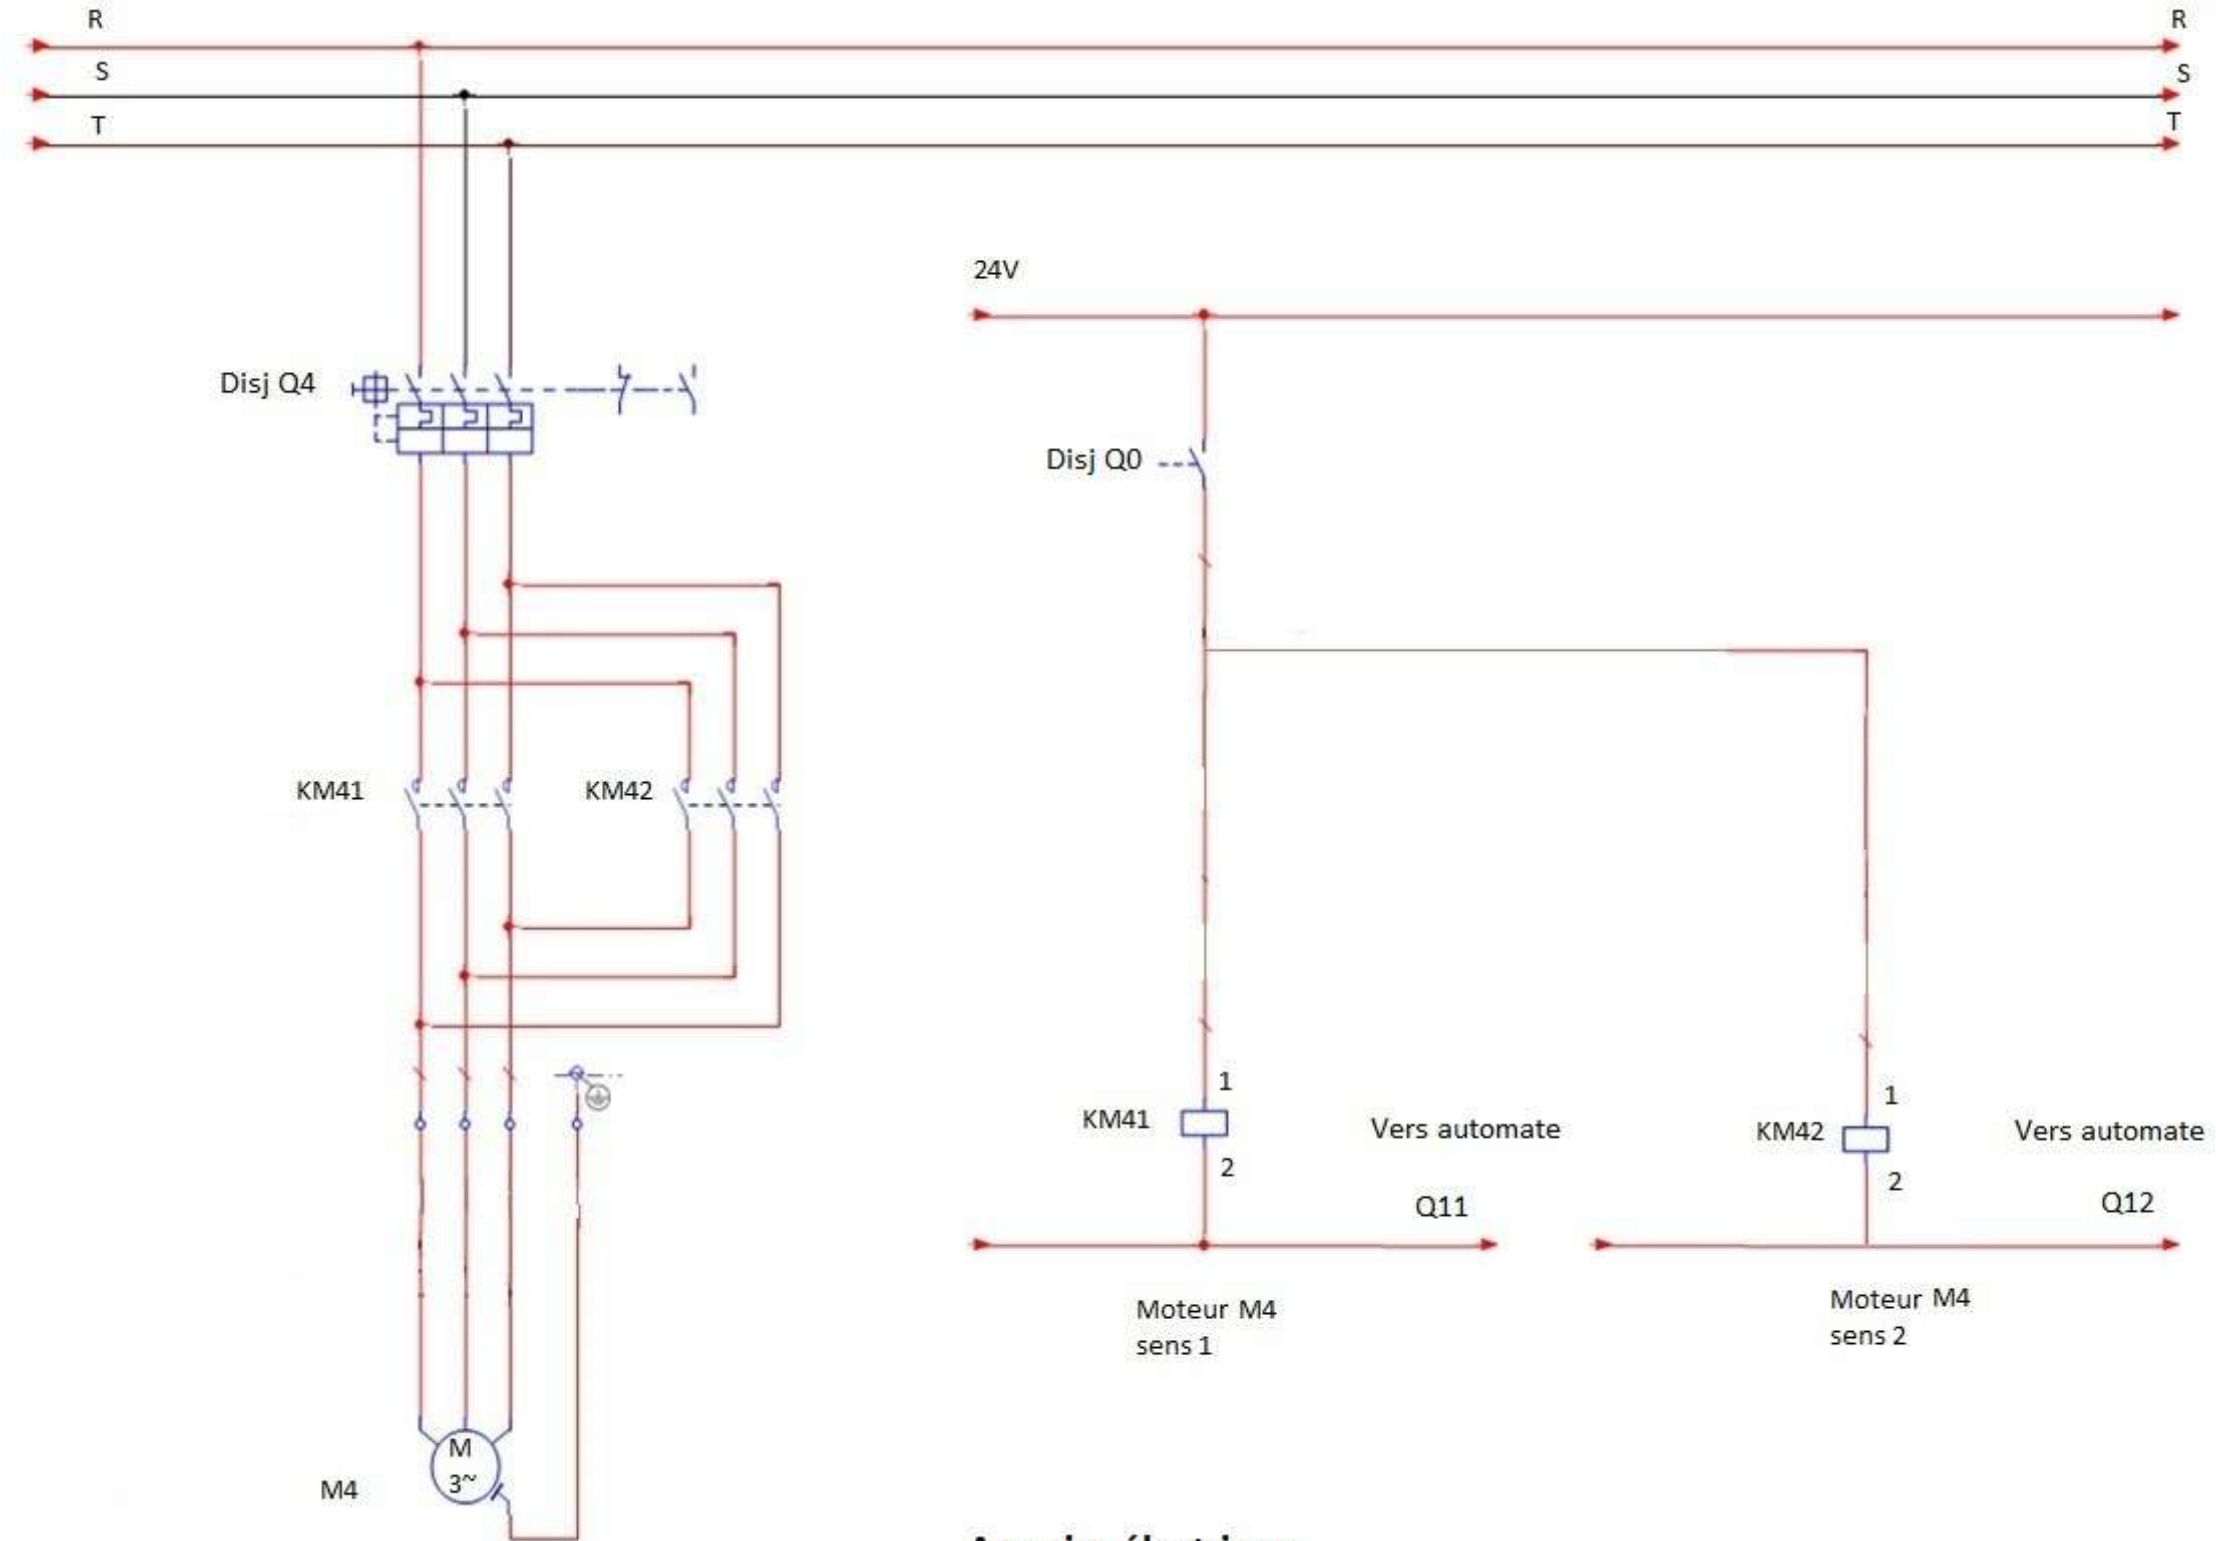 R
R
S
S
T
T
24V
Disj Q4
Disj Q0
KM41
KM42
1
KM41
2
Vers automate
Q11
1
KM42
2
Vers automate
Q12
Moteur M4
sens 1
Moteur M4
sens 2
M
3~
M4